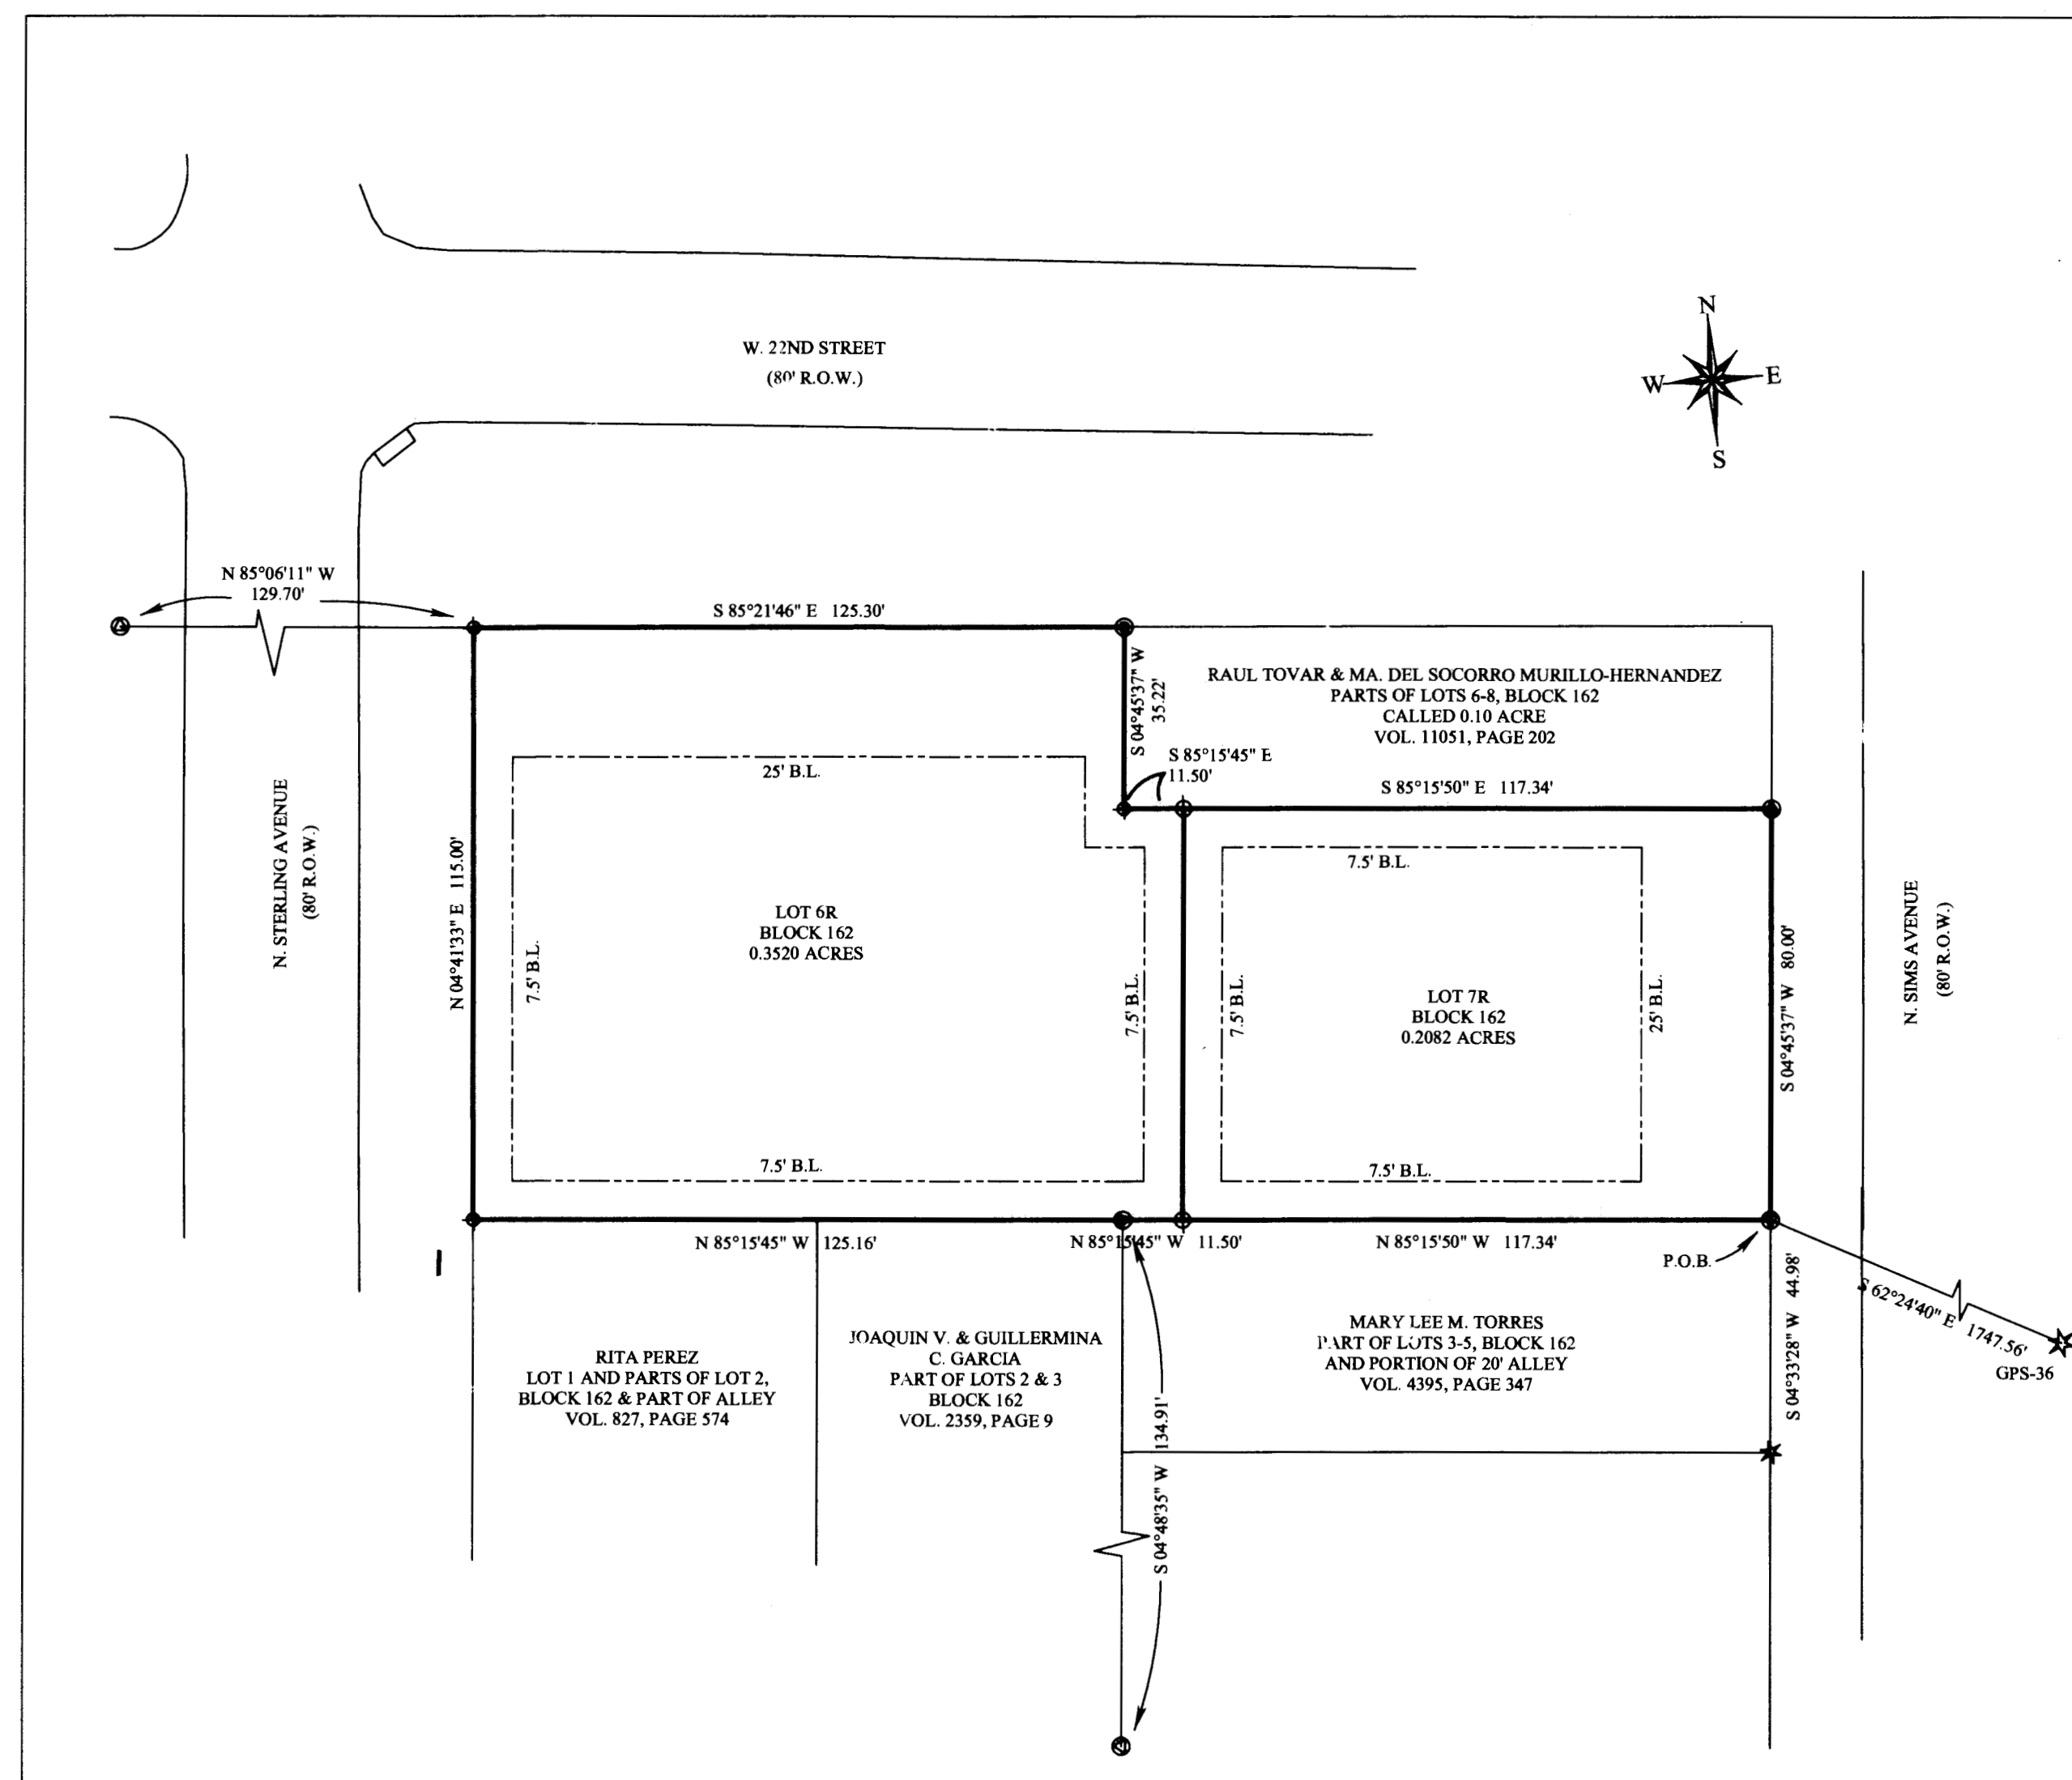 W. 22ND STREET
(80' R.O.W.)
N
W
E
S
N 85°06'11" W
129.70'
S 85°21'46" E 125.30'
S 04°45'37" W
35.22'
RAUL TOVAR & MA. DEL SOCORRO MURILLO-HERNANDEZ
PARTS OF LOTS 6-8, BLOCK 162
CALLED 0.10 ACRE
VOL. 11051, PAGE 202
S 85°15'45" E
11.50'
S 85°15'50" E 117.34'
25' B.L.
N. STERLING AVENUE
(80' R.O.W.)
N 04°41'33" E 115.00'
7.5' B.L.
LOT 6R
BLOCK 162
0.3520 ACRES
7.5' B.L.
7.5' B.L.
7.5' B.L.
7.5' B.L.
LOT 7R
BLOCK 162
0.2082 ACRES
25' B.L.
7.5' B.L.
S 04°45'37" W 80.00'
N. SIMS AVENUE
(80' R.O.W.)
N 85°15'45" W 125.16'
N 85°15'45" W 11.50'
N 85°15'50" W 117.34'
P.O.B.
S 62°24'40" E 1747.56'
GPS-36
S 04°33'28" W 44.98'
RITA PEREZ
LOT 1 AND PARTS OF LOT 2,
BLOCK 162 & PART OF ALLEY
VOL. 827, PAGE 574
JOAQUIN V. & GUILLERMINA
C. GARCIA
PART OF LOTS 2 & 3
BLOCK 162
VOL. 2359, PAGE 9
MARY LEE M. TORRES
PART OF LOTS 3-5, BLOCK 162
AND PORTION OF 20' ALLEY
VOL. 4395, PAGE 347
S 04°48'35" W 134.91'